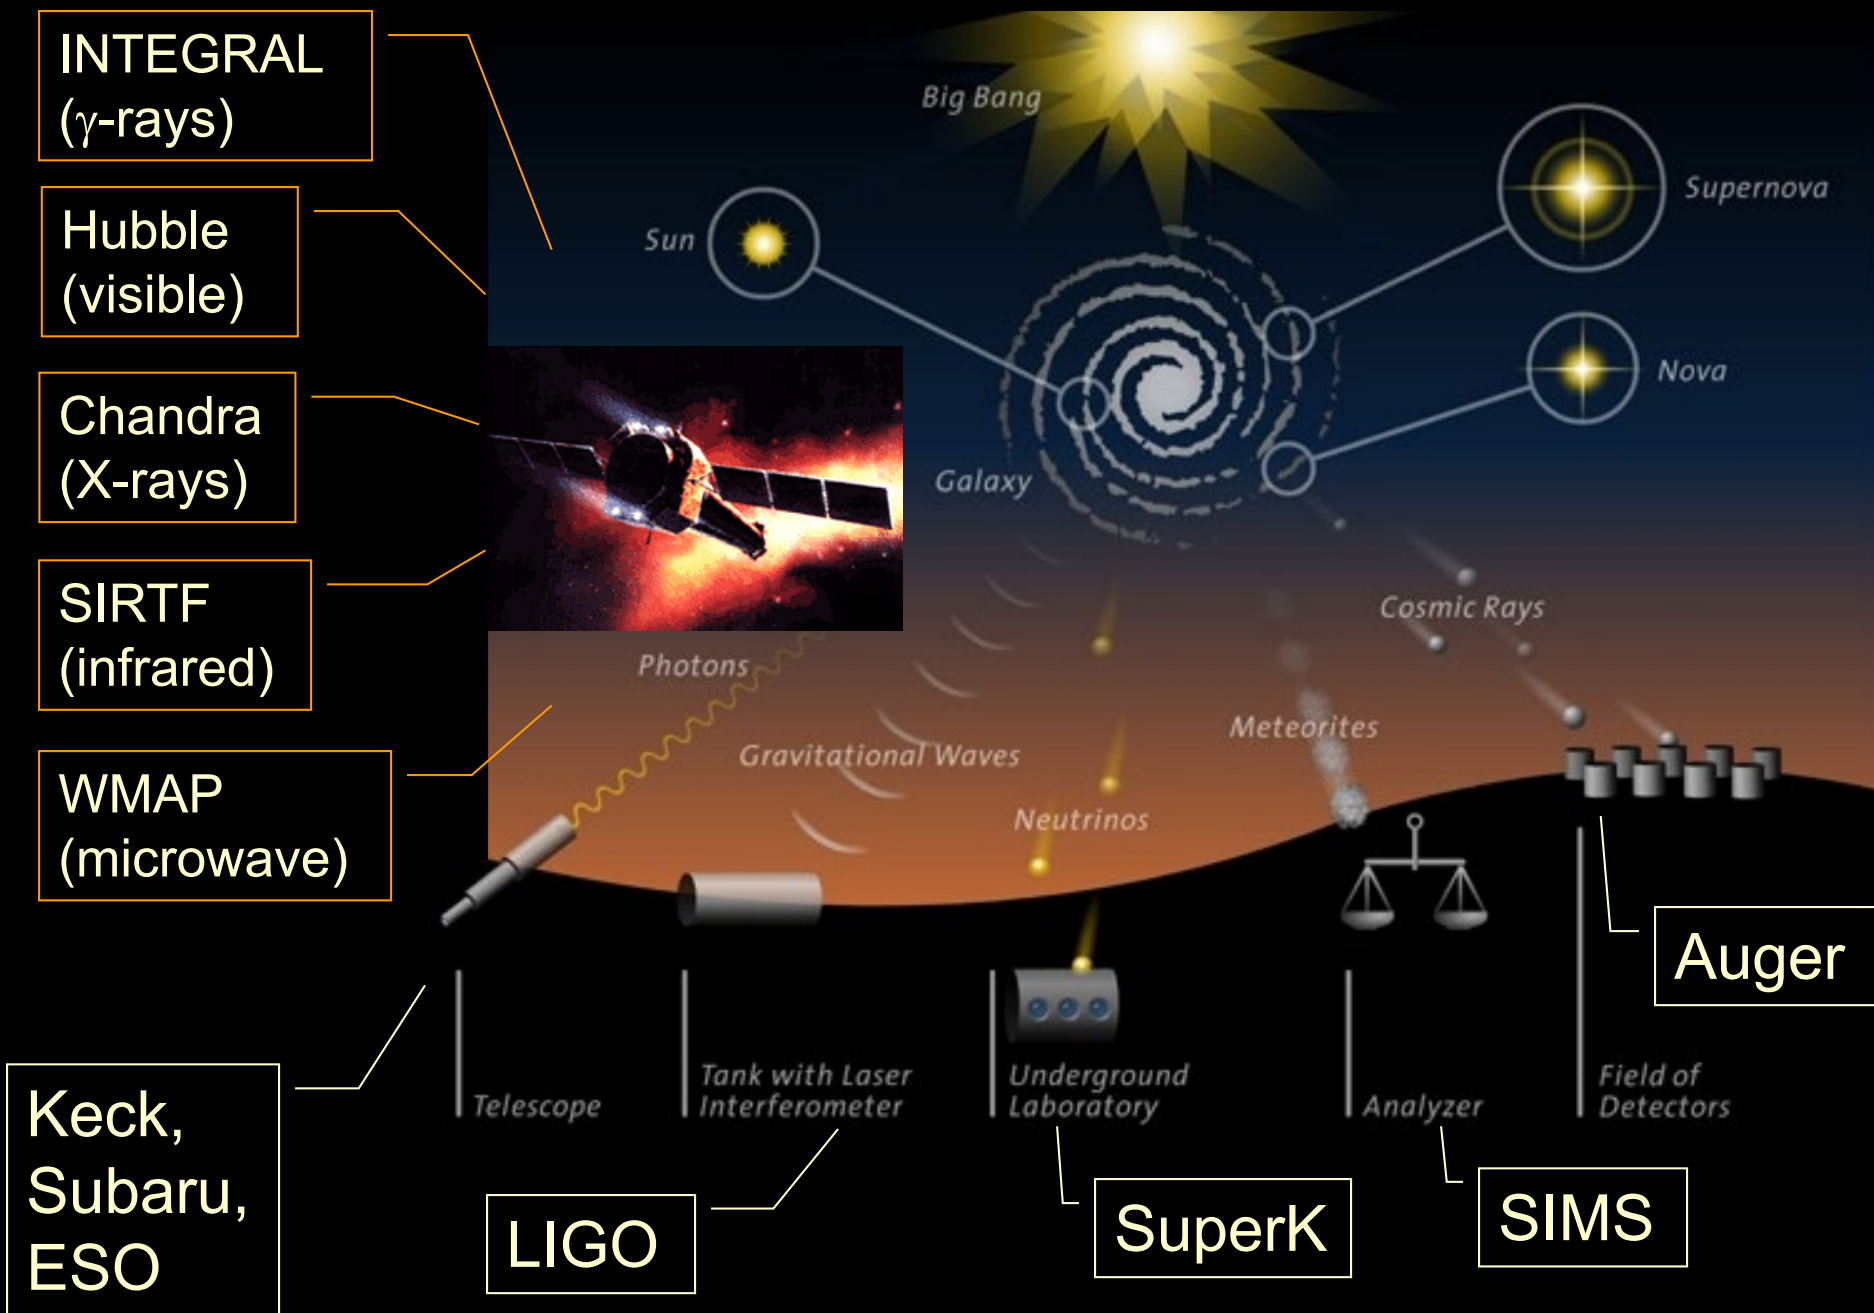 INTEGRAL
(γ-rays)
Hubble
(visible)
Chandra
(X-rays)
SIRTF
(infrared)
WMAP
(microwave)
Big Bang
Sun
Supernova
Nova
Galaxy
Cosmic Rays
Photons
Gravitational Waves
Meteorites
Neutrinos
Auger
Telescope
Tank with Laser
Interferometer
Underground
Laboratory
Analyzer
Field of
Detectors
Keck,
Subaru,
ESO
LIGO
SuperK
SIMS